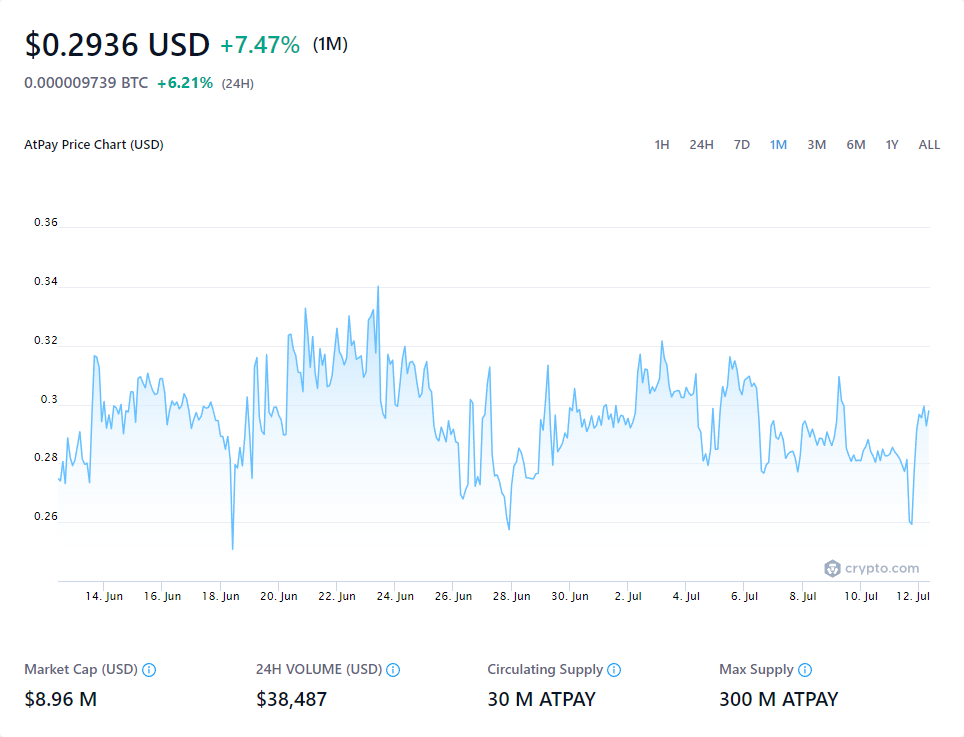 $0.2936 USD +7.47% (1M)
0.000009739 BTC +6.21% (24H)
AtPay Price Chart (USD) 1H 24H 7D 1M 3M 6M 1Y ALL
0.36
0.34
0.32
0.3
0.28
0.26
crypto.com
14. Jun 16. Jun 18. Jun 20. Jun 22. Jun 24. Jun 26. Jun 28. Jun 30. Jun 2. Jul 4. Jul 6. Jul 8. Jul 10. Jul 12. Jul
Market Cap (USD) 24H VOLUME (USD) Circulating Supply Max Supply
$8.96 M $38,487 30 M ATPAY 300 M ATPAY